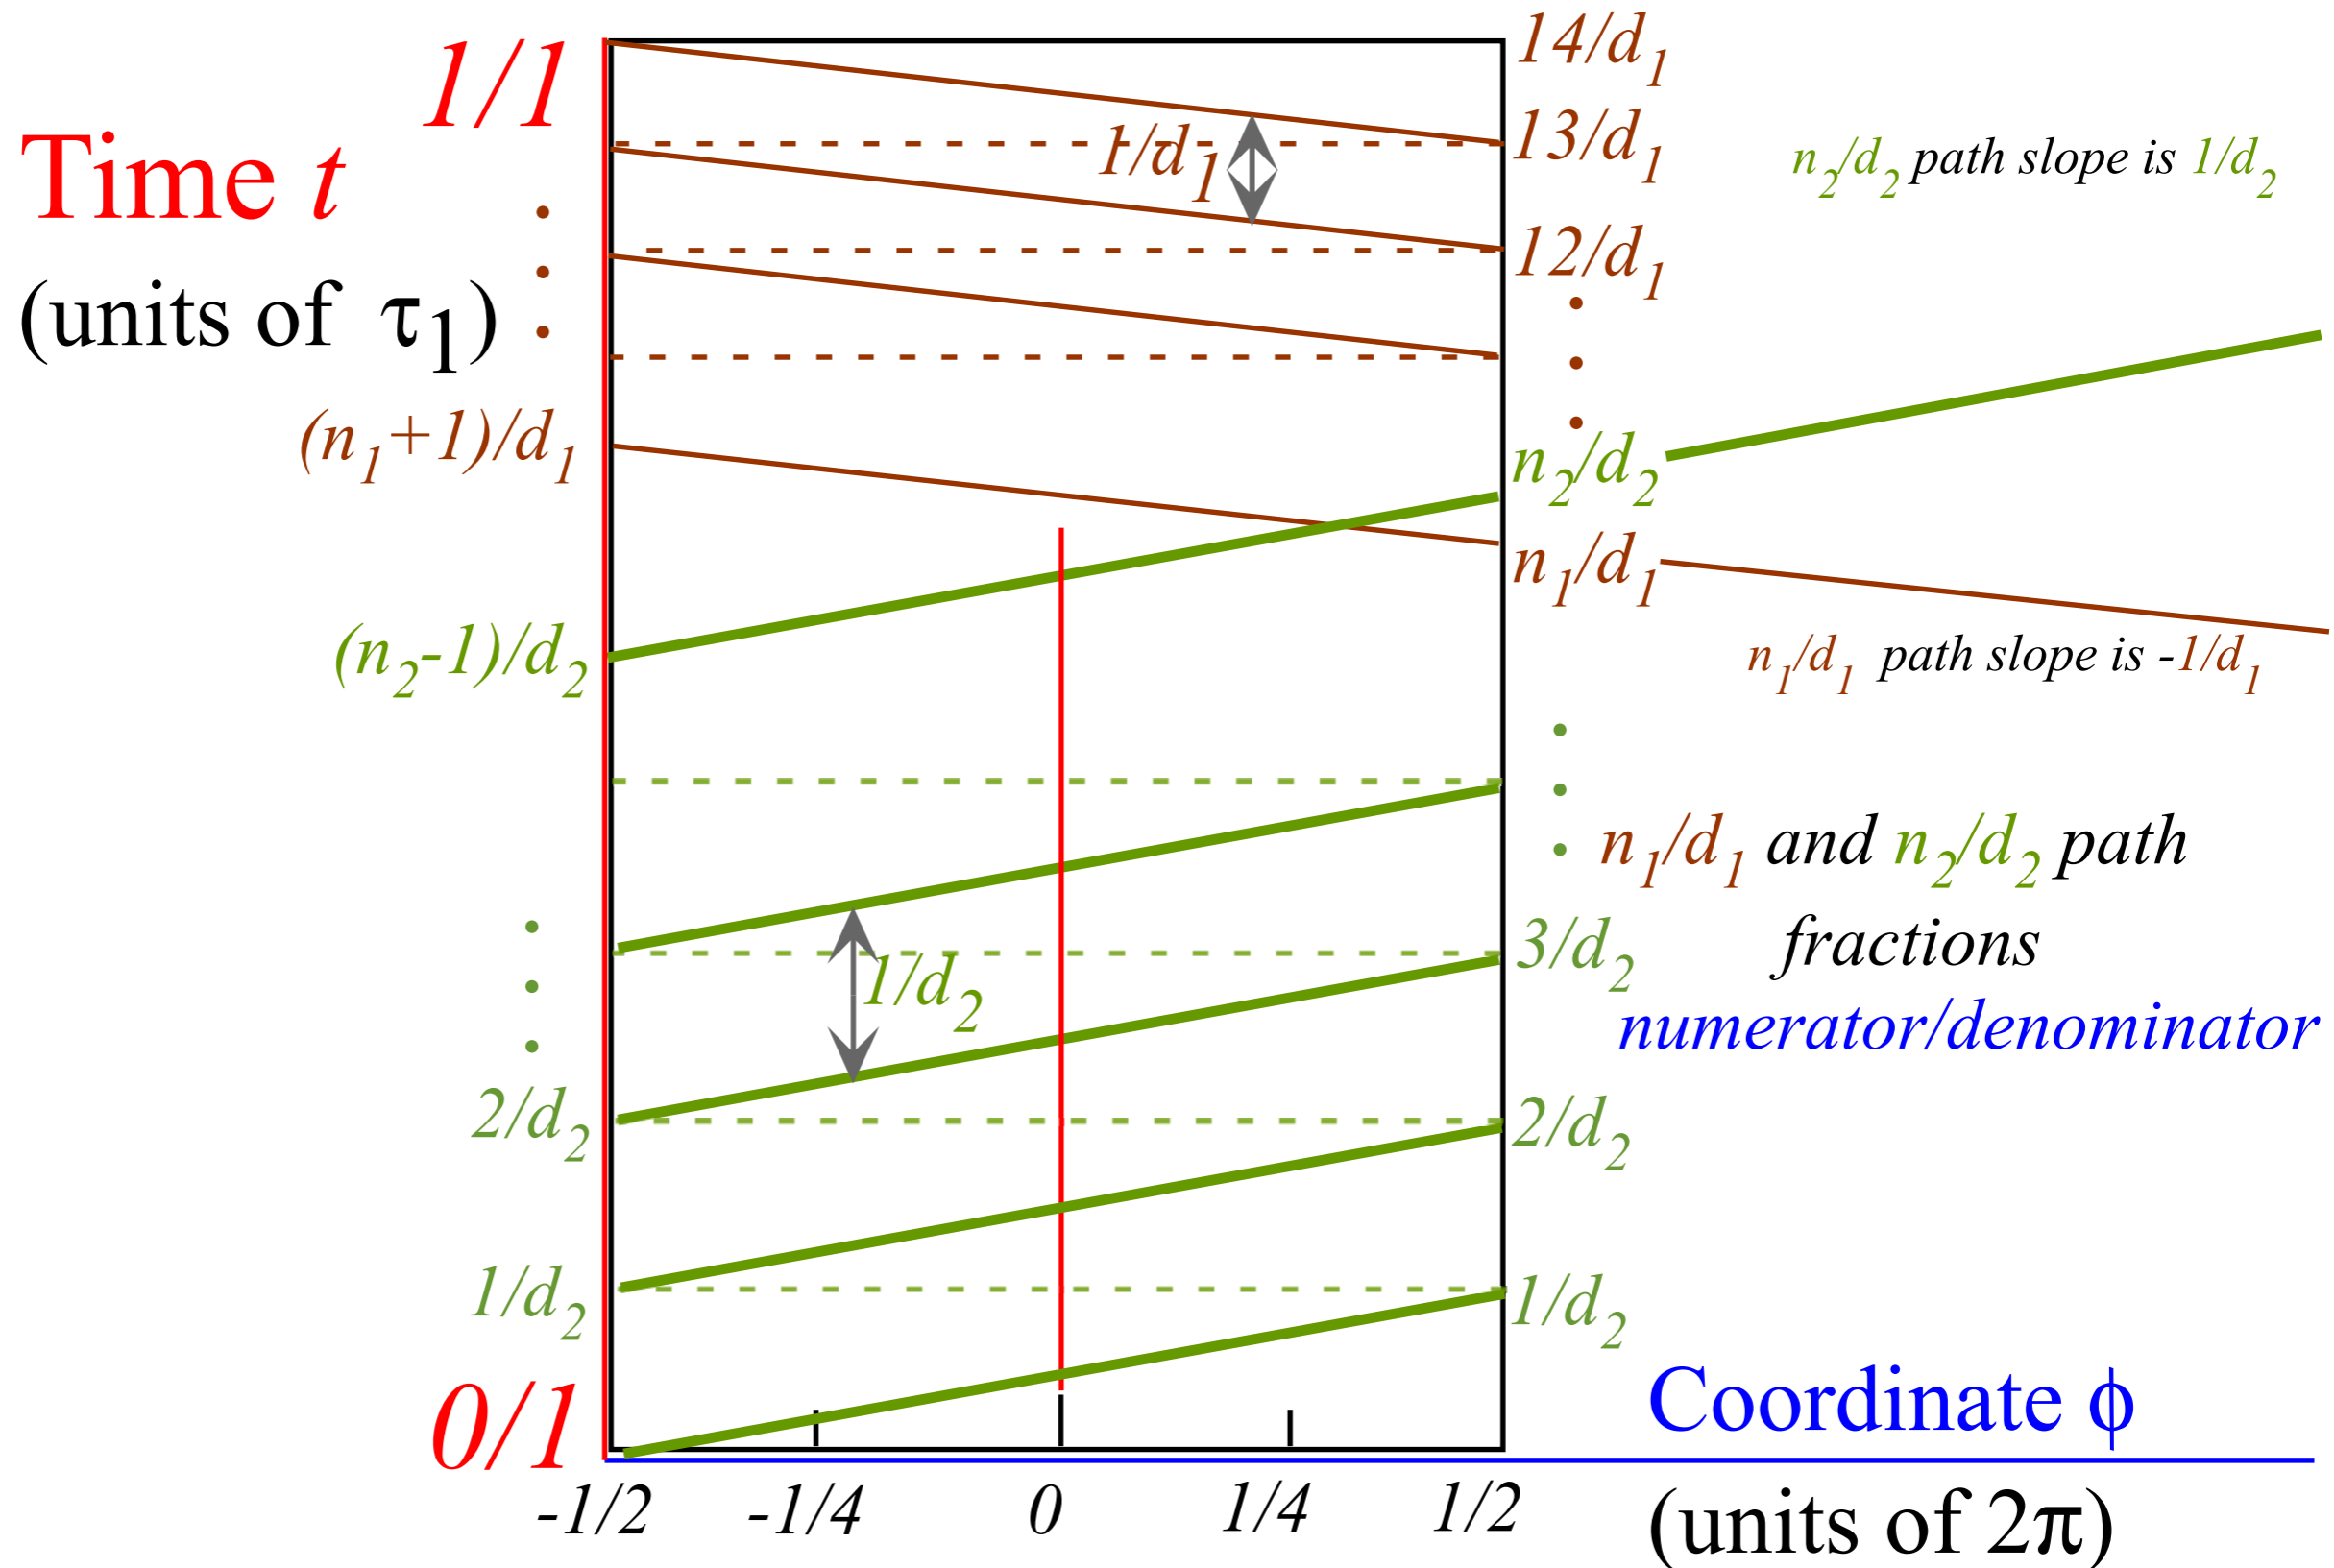 1/1
14/d1
Time t
1/d1
13/d1
n2/d2 path slope is 1/d2
(units of τ1)
12/d1
(n1+1)/d1
n2/d2
n1/d1
(n2-1)/d2
n1/d1 path slope is -1/d1
n1/d1 and n2/d2 path
fractions
numerator/denominator
3/d2
1/d2
2/d2
2/d2
1/d2
1/d2
0/1
Coordinate ϕ
(units of 2π)
-1/2
-1/4
0
1/4
1/2